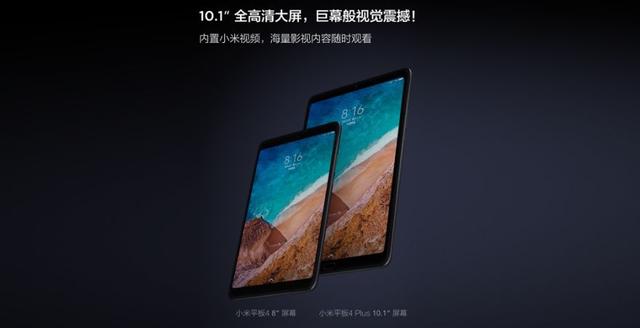 10.1" 全高清大屏，巨幕般视觉震撼！
内置小米视频，海量影视内容随时观看
8:16
8:16
小米平板4 8" 屏幕
小米平板4 Plus 10.1" 屏幕